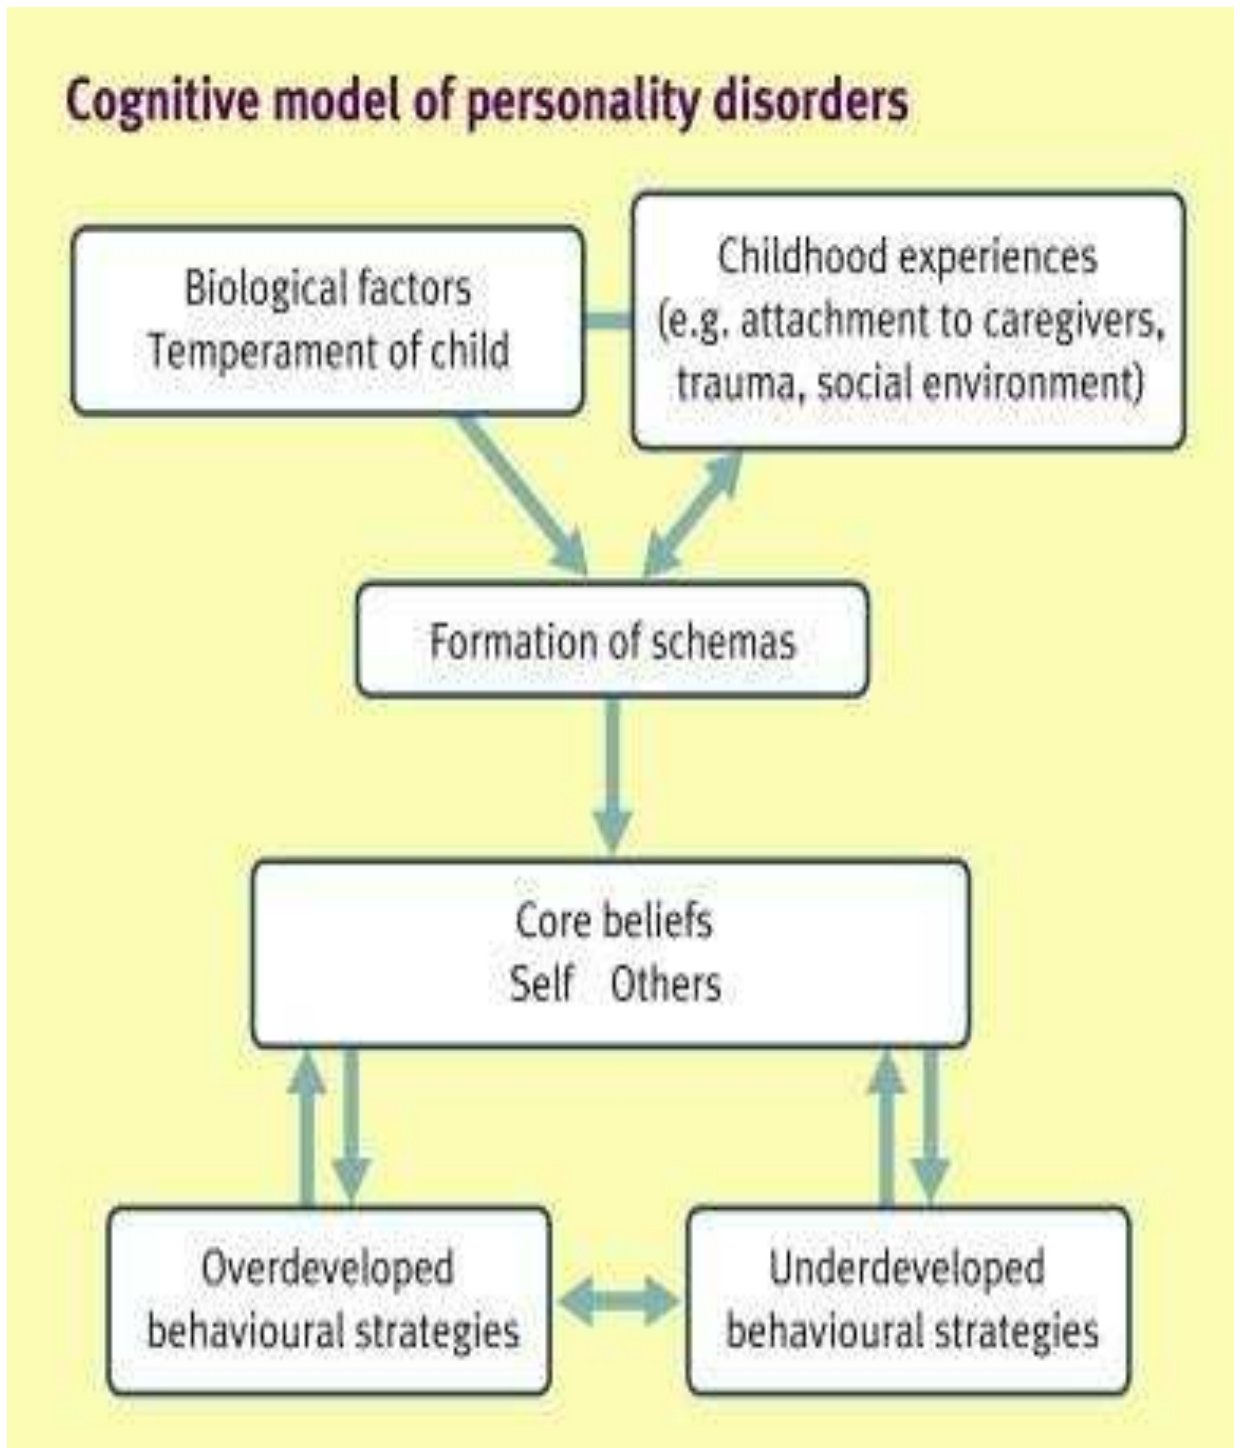 Cognitive model of personality disorders
Biological factors
Temperament of child
Childhood experiences
(e.g. attachment to caregivers,
trauma, social environment)
Formation of schemas
Core beliefs
Self Others
Overdeveloped
behavioural strategies
Underdeveloped
behavioural strategies